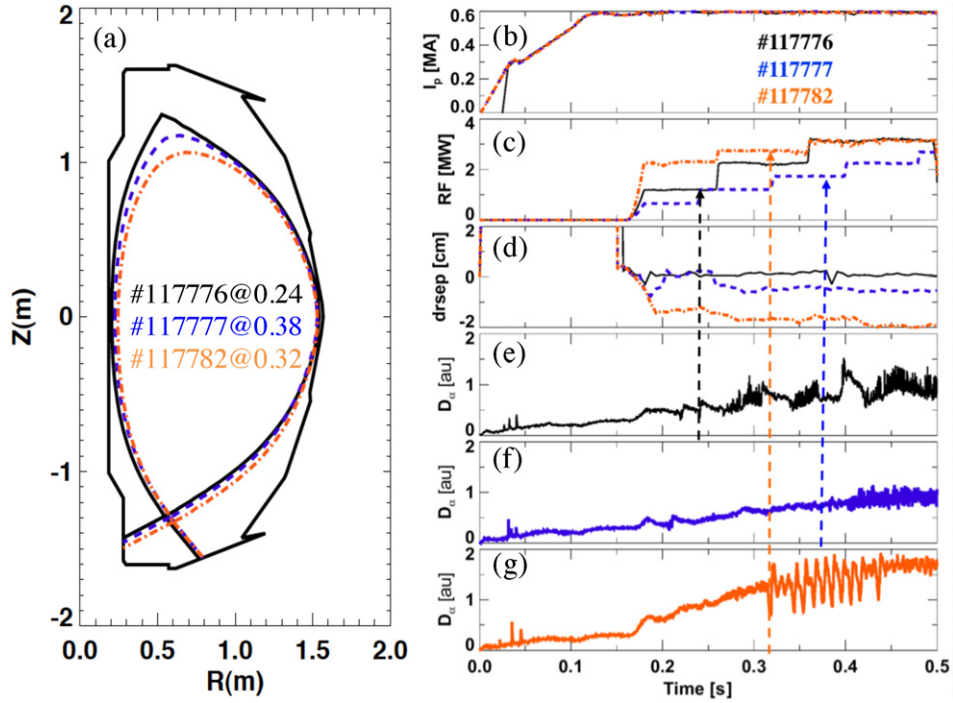 (a)
2
1
0
-1
-2
Z(m)
#117776@0.24
#117777@0.38
#117782@0.32
0.0 0.5 1.0 1.5 2.0
R(m)
(b)
0.6
0.4
0.2
0.0
Ip [MA]
#117776
#117777
#117782
(c)
4
2
0
RF [MW]
(d)
2
0
-2
drsep [cm]
(e)
2
1
0
Dα [au]
(f)
2
1
0
Dα [au]
(g)
2
1
0
Dα [au]
0.0 0.1 0.2 0.3 0.4 0.5
Time [s]